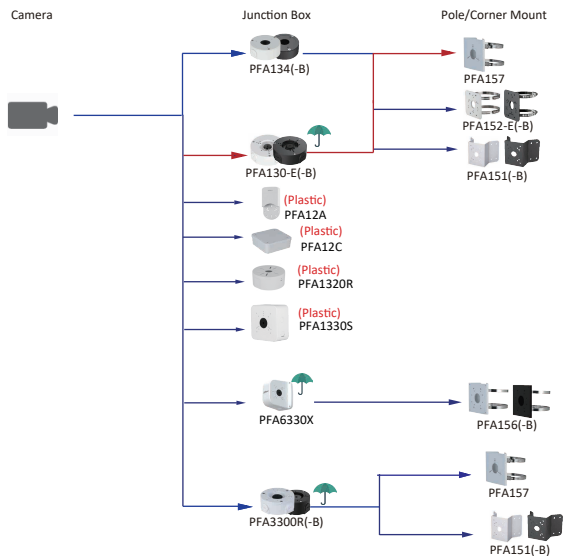 Camera
Junction Box
Pole/Corner Mount
PFA134(-B)
PFA157
PFA152-E(-B)
PFA130-E(-B)
PFA151(-B)
(Plastic)
PFA12A
(Plastic)
PFA12C
(Plastic)
PFA1320R
(Plastic)
PFA1330S
PFA6330X
PFA156(-B)
PFA157
PFA3300R(-B)
PFA151(-B)